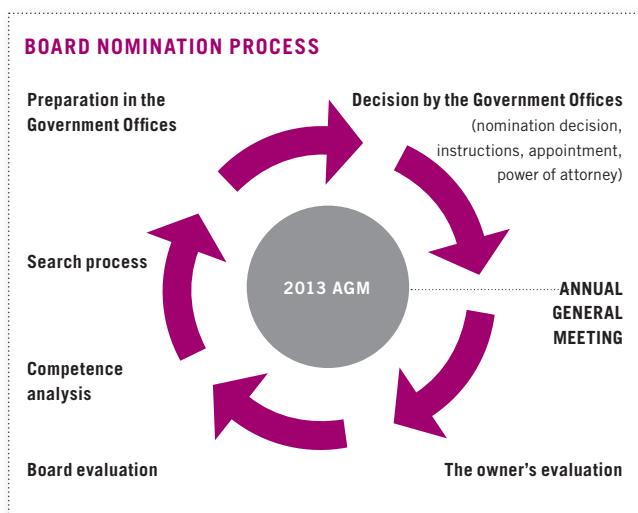 BOARD NOMINATION PROCESS
Preparation in the
Government Offices
Decision by the Government Offices
(nomination decision,
instructions, appointment,
power of attorney)
Search process
2013 AGM
ANNUAL
GENERAL
MEETING
Competence
analysis
Board evaluation
The owner's evaluation